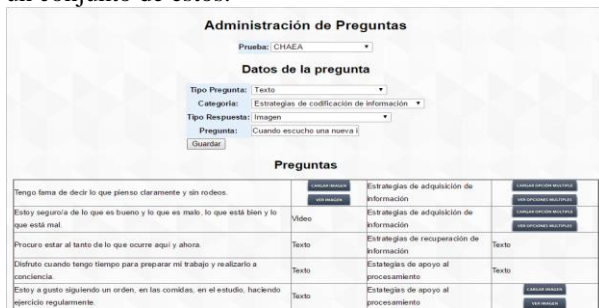 un conjunto de estos.
Administración de Preguntas
Prueba: CHAEA
Datos de la pregunta
Tipo Pregunta: Texto
Categoria: Estrategias de codificación de información
Tipo Respuesta: Imagen
Pregunta: Cuando escucho una nueva i
Guardar
Preguntas
Tengo fama de decir lo que pienso claramente y sin rodeos.
CARGAR IMAGEN
VER IMAGEN
Estrategias de adquisición de
información
CARGAR OPCIÓN MULTIPLE
VER OPCIONES MULTIPLES
Estoy seguro/a de lo que es bueno y lo que es malo, lo que está bien y lo
que está mal.
Video
Estrategias de adquisición de
información
CARGAR OPCIÓN MULTIPLE
VER OPCIONES MULTIPLES
Procuro estar al tanto de lo que ocurre aquí y ahora.
Texto
Estrategias de recuperación de
información
Texto
Disfruto cuando tengo tiempo para preparar mi trabajo y realizarlo a
conciencia.
Texto
Estategias de apoyo al
procesamiento
Texto
Estoy a gusto siguiendo un orden, en las comidas, en el estudio, haciendo
ejercicio regularmente.
Texto
Estategias de apoyo al
procesamiento
CARGAR IMAGEN
VER IMAGEN